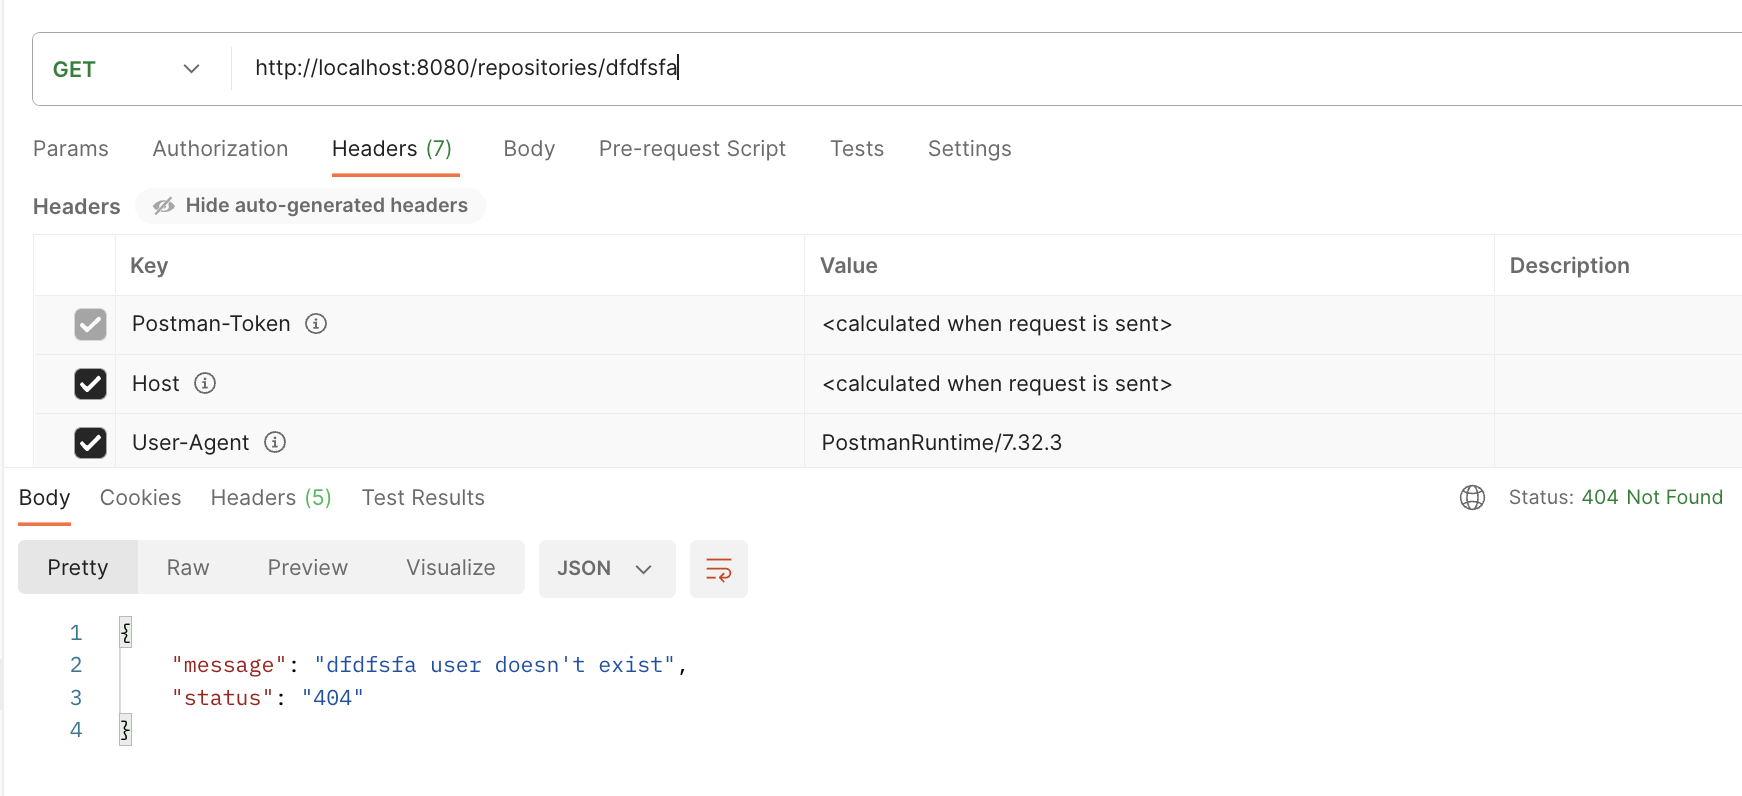 GET http://localhost:8080/repositories/dfdfsfa
Params Authorization Headers (7) Body Pre-request Script Tests Settings
Headers Hide auto-generated headers
Key Value Description
Postman-Token <calculated when request is sent>
Host <calculated when request is sent>
User-Agent PostmanRuntime/7.32.3
Body Cookies Headers (5) Test Results Status: 404 Not Found
Pretty Raw Preview Visualize JSON
1 {
2 "message": "dfdfsfa user doesn't exist",
3 "status": "404"
4 }